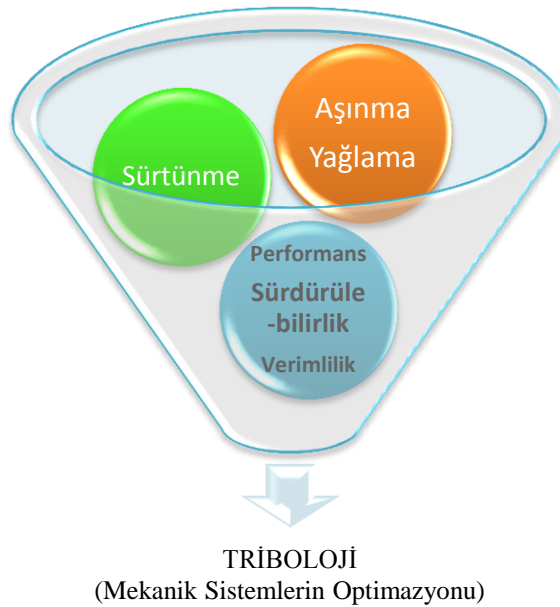 Sürtünme
Aşınma
Yağlama
Performans
Sürdürüle
-bilirlik
Verimlilik
TRİBOLOJİ
(Mekanik Sistemlerin Optimazyonu)